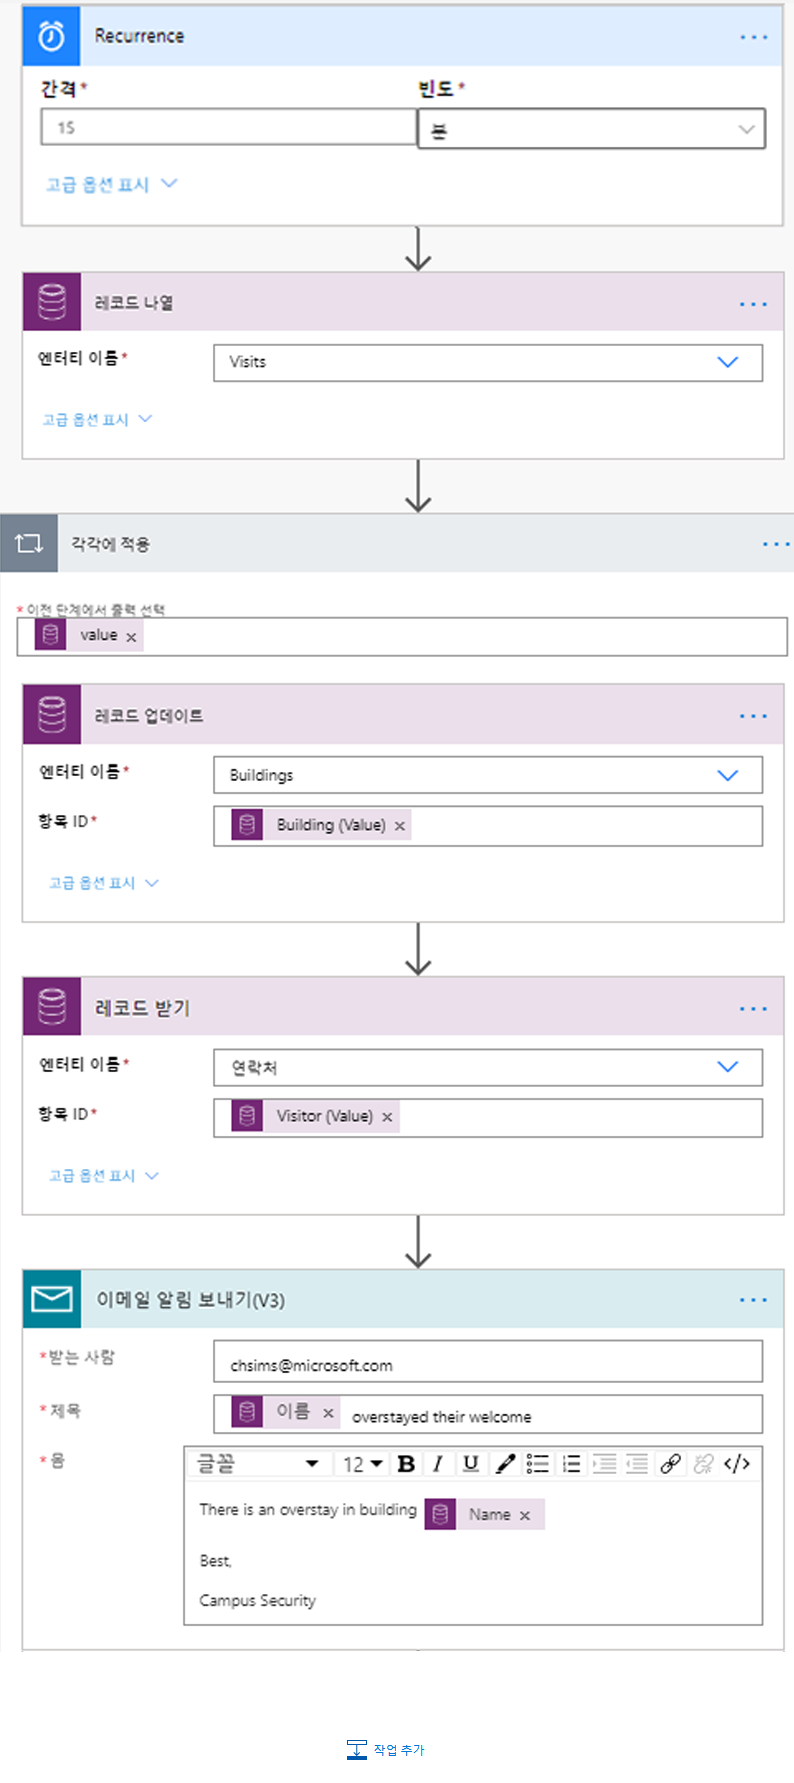 Recurrence
간격*
빈도*
15
분
고급 옵션 표시
레코드 나열
엔터티 이름*
Visits
고급 옵션 표시
각각에 적용
* 이전 단계에서 출력 선택
value ×
레코드 업데이트
엔터티 이름*
Buildings
항목 ID*
Building (Value) ×
고급 옵션 표시
레코드 받기
엔터티 이름*
연락처
항목 ID*
Visitor (Value) ×
고급 옵션 표시
이메일 알림 보내기(V3)
*받는 사람
chsims@microsoft.com
*제목
이름 × overstayed their welcome
*몸
글꼴 12 B I U </>
There is an overstay in building Name ×
Best,
Campus Security
작업 추가